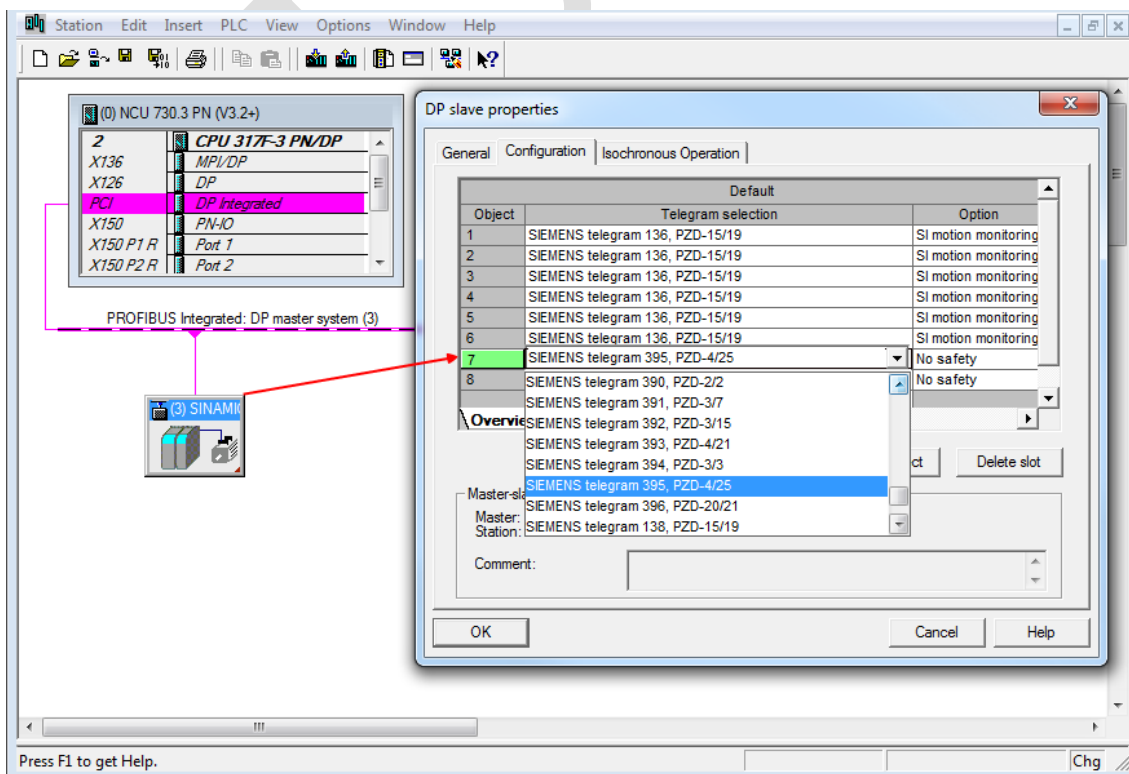 Station Edit Insert PLC View Options Window Help
(0) NCU 730.3 PN (V3.2+)
2 CPU 317F-3 PN/DP
X136 MPI/DP
X126 DP
PCI DP Integrated
X150 PN-IO
X150 P1 R Port 1
X150 P2 R Port 2
PROFIBUS Integrated: DP master system (3)
(3) SINAMI
DP slave properties
General Configuration Isochronous Operation
Default
Object Telegram selection Option
1 SIEMENS telegram 136, PZD-15/19 SI motion monitoring
2 SIEMENS telegram 136, PZD-15/19 SI motion monitoring
3 SIEMENS telegram 136, PZD-15/19 SI motion monitoring
4 SIEMENS telegram 136, PZD-15/19 SI motion monitoring
5 SIEMENS telegram 136, PZD-15/19 SI motion monitoring
6 SIEMENS telegram 136, PZD-15/19 SI motion monitoring
7 SIEMENS telegram 395, PZD-4/25 No safety
8 No safety
SIEMENS telegram 390, PZD-2/2
SIEMENS telegram 391, PZD-3/7
SIEMENS telegram 392, PZD-3/15
SIEMENS telegram 393, PZD-4/21
SIEMENS telegram 394, PZD-3/3
SIEMENS telegram 395, PZD-4/25
SIEMENS telegram 396, PZD-20/21
SIEMENS telegram 138, PZD-15/19
Overvie
ct Delete slot
Master-sla
Master:
Station:
Comment:
OK Cancel Help
Press F1 to get Help. Chg